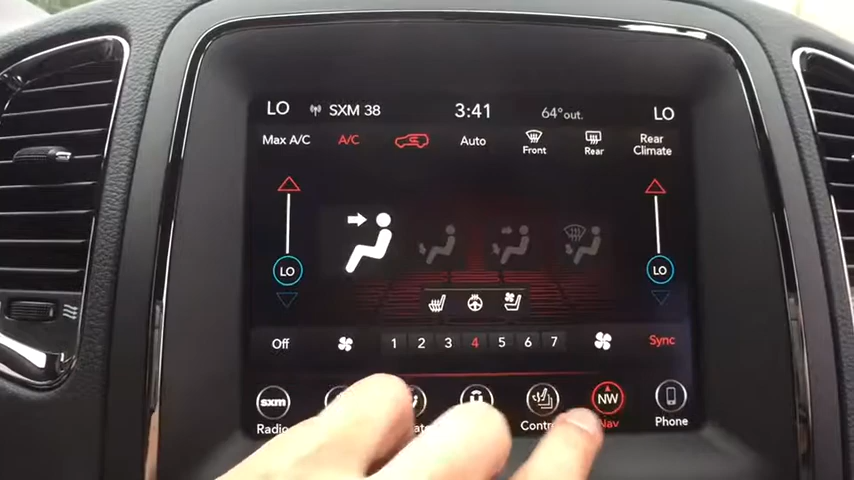 LO SXM 38 3:41 64°out. LO
Max A/C A/C Auto Front Rear Rear Climate
LO LO
Off 1 2 3 4 5 6 7 Sync
sxm NW
Radio Nav Phone